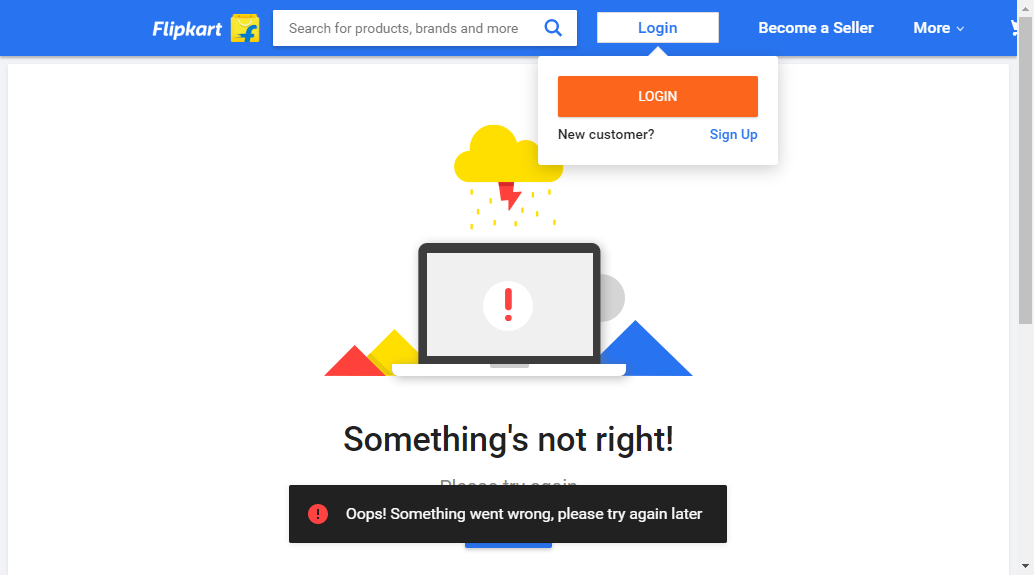 Flipkart
Search for products, brands and more
Login
Become a Seller
More
LOGIN
New customer? Sign Up
Something's not right!
Please try again
Oops! Something went wrong, please try again later